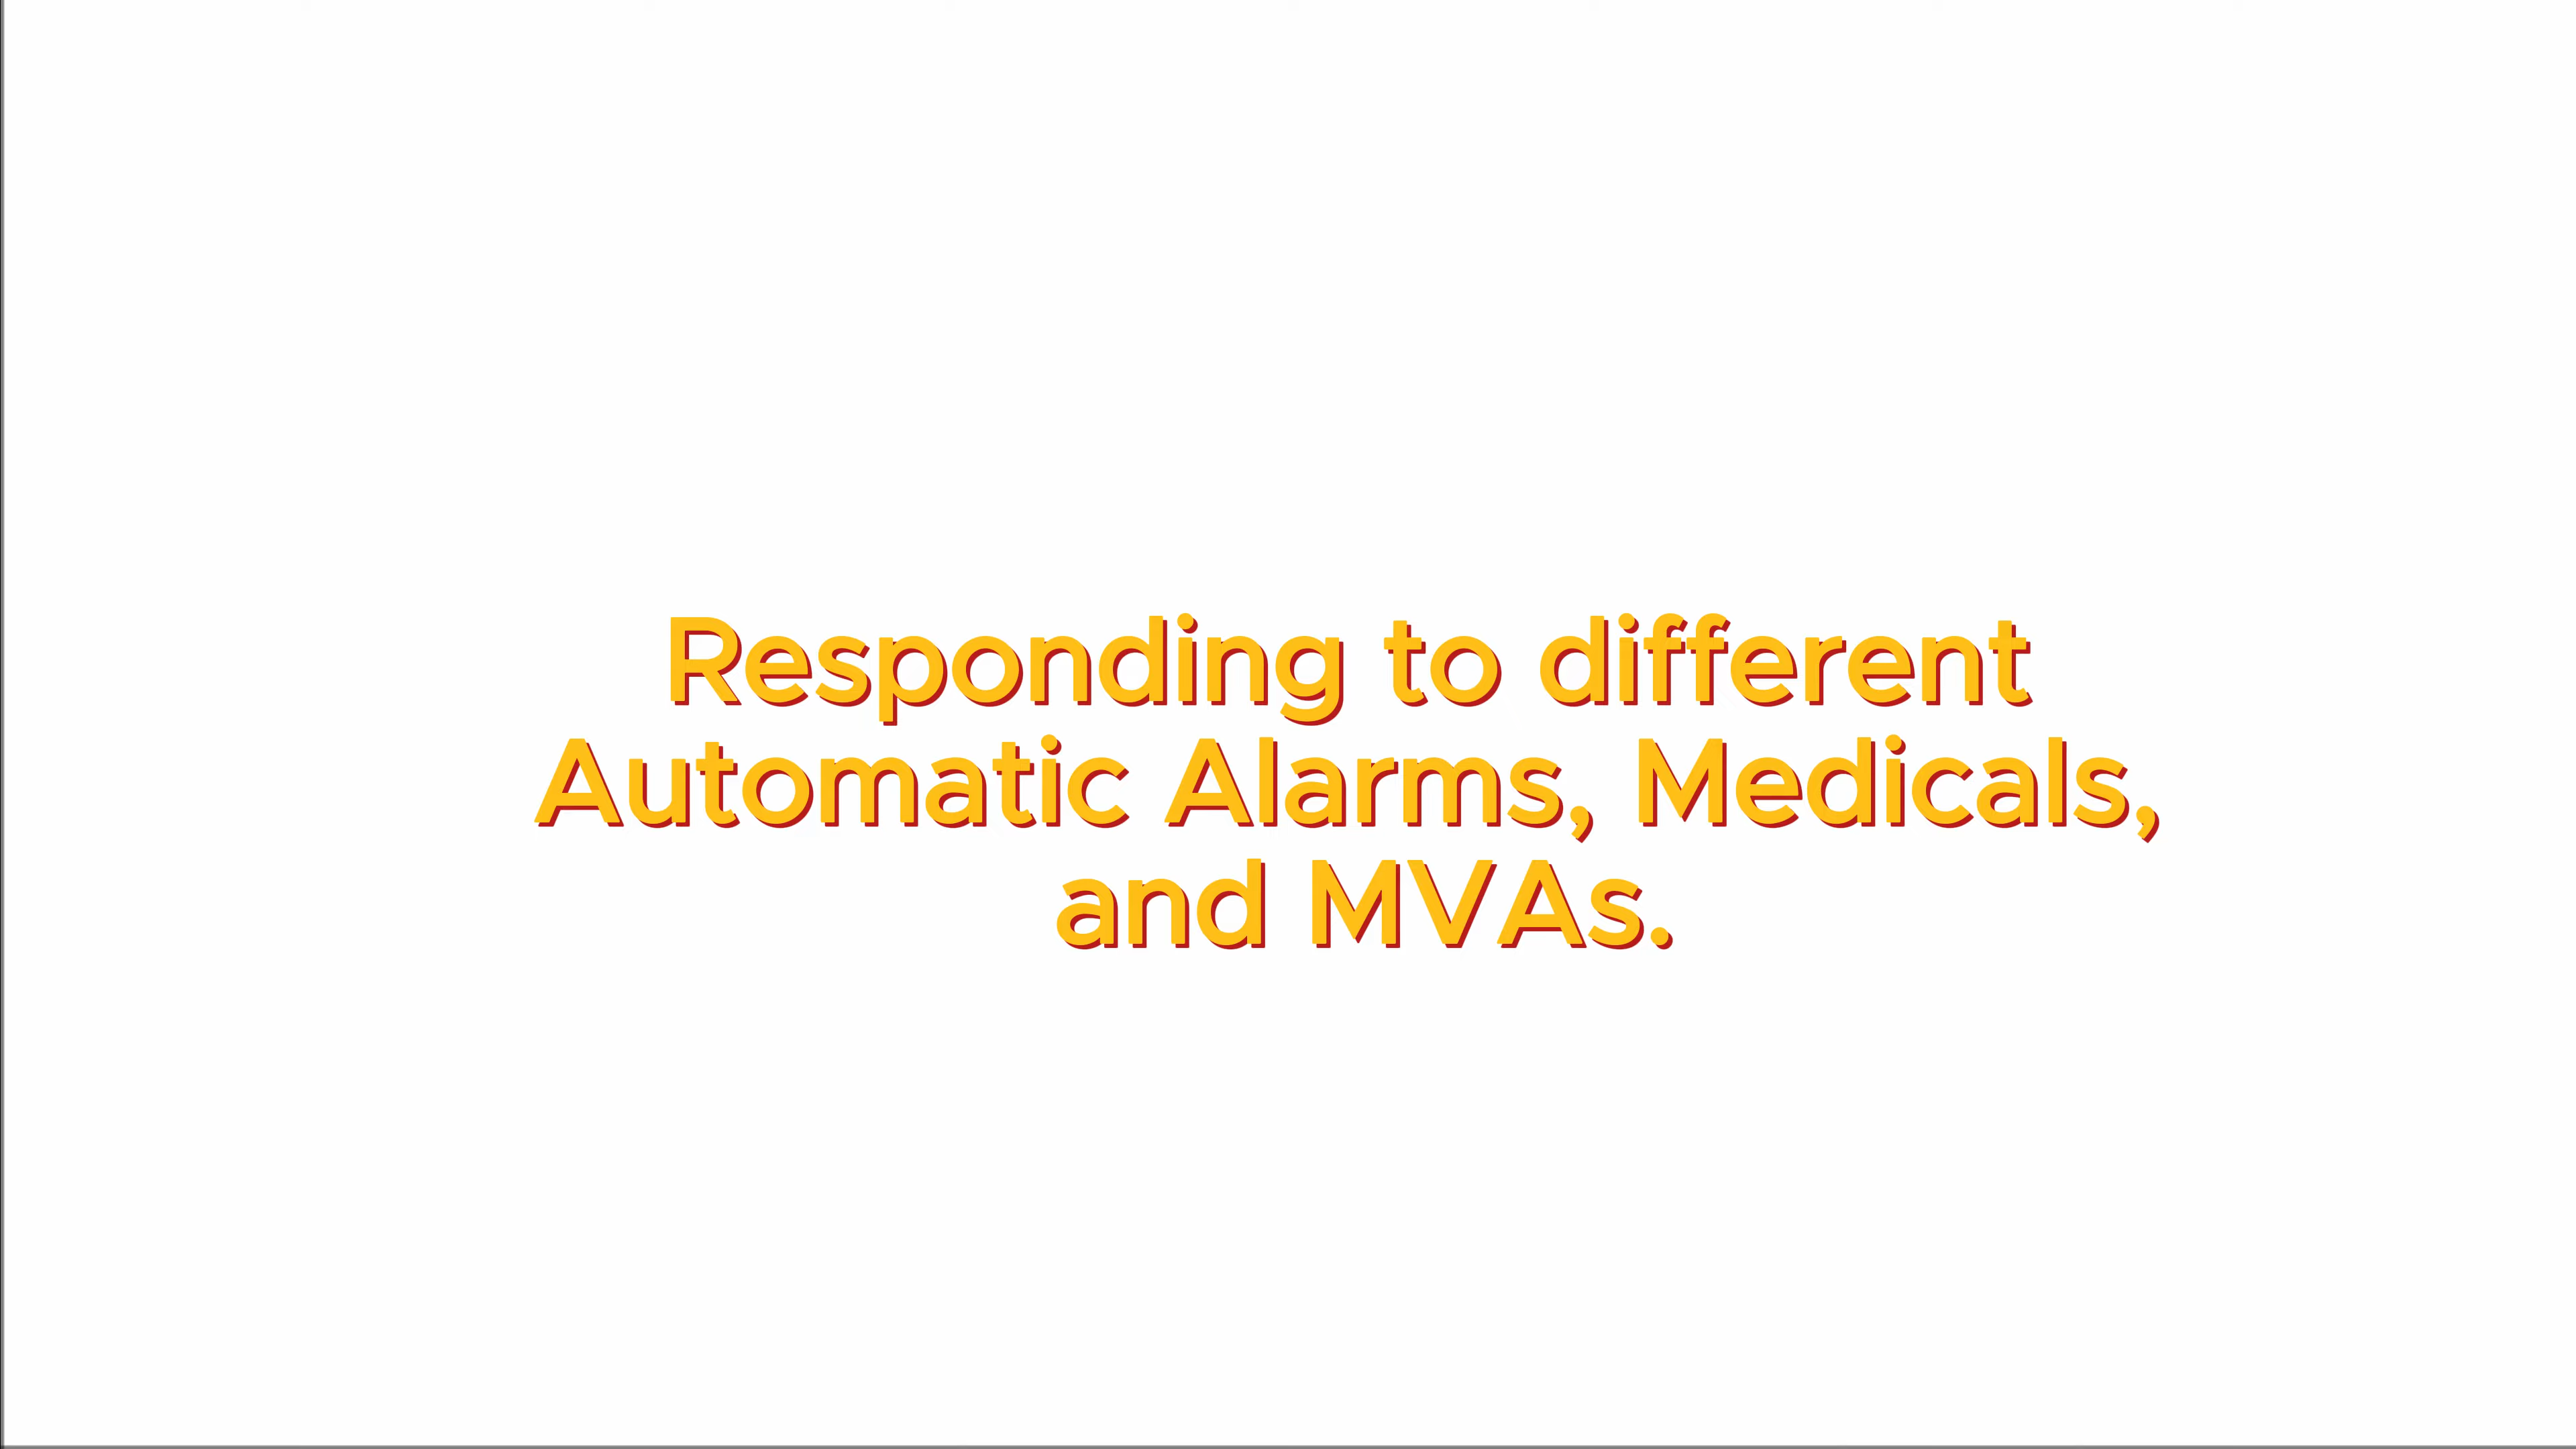 Responding to different
Automatic Alarms, Medicals,
and MVAs.